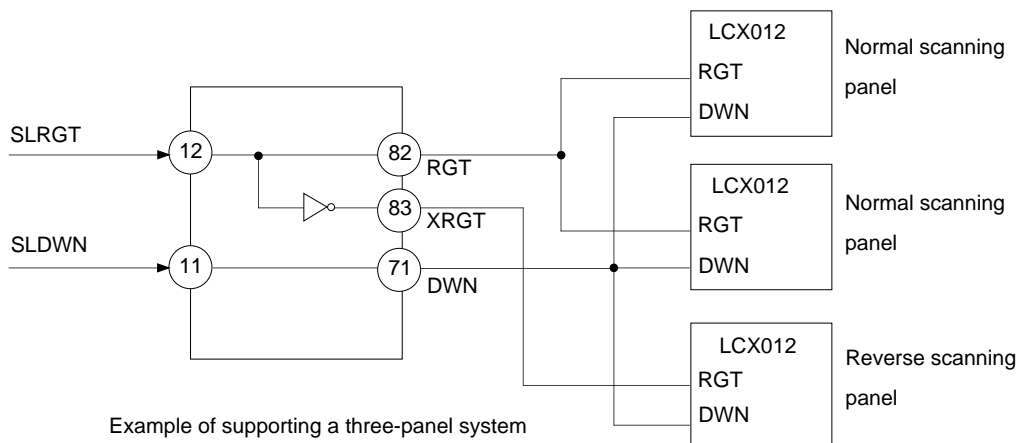 SLRGT
12
82
RGT
83
XRGT
SLDWN
11
71
DWN
LCX012
RGT
DWN
Normal scanning
panel
LCX012
RGT
DWN
Normal scanning
panel
LCX012
RGT
DWN
Reverse scanning
panel
Example of supporting a three-panel system